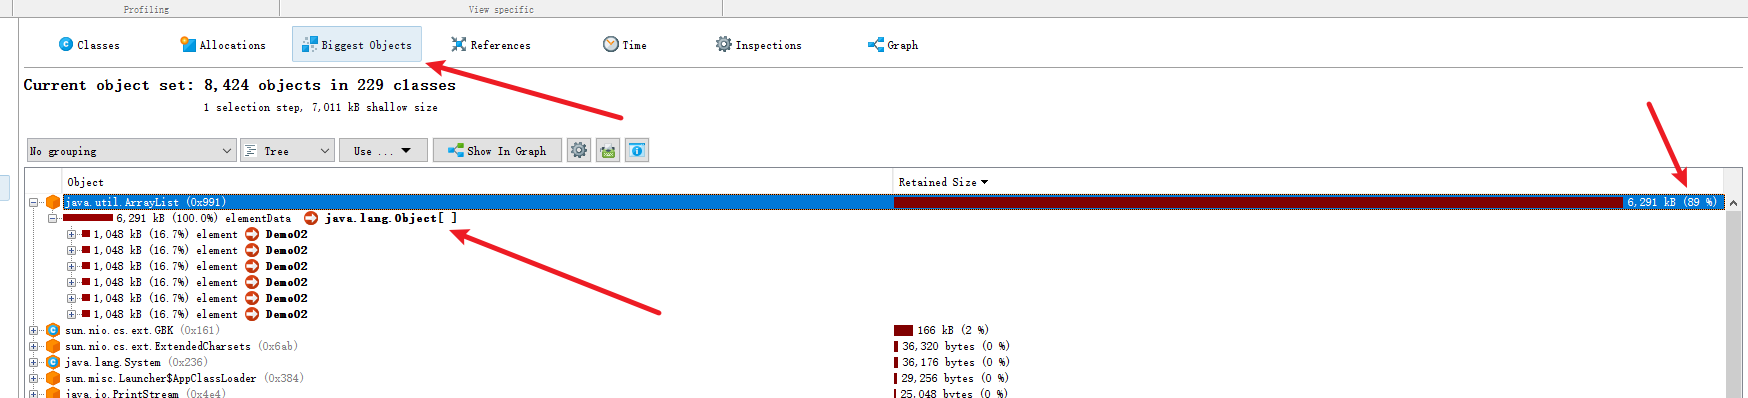 Profiling View specific
Classes Allocations Biggest Objects References Time Inspections Graph
Current object set: 8,424 objects in 229 classes
1 selection step, 7,011 kB shallow size
No grouping Tree Use ... Show In Graph
Object Retained Size
java.util.ArrayList (0x991) 6,291 kB (89 %)
6,291 kB (100.0%) elementData java.lang.Object[ ]
1,048 kB (16.7%) element Demo02
1,048 kB (16.7%) element Demo02
1,048 kB (16.7%) element Demo02
1,048 kB (16.7%) element Demo02
1,048 kB (16.7%) element Demo02
1,048 kB (16.7%) element Demo02
sun.nio.cs.ext.GBK (0x161) 166 kB (2 %)
sun.nio.cs.ext.ExtendedCharsets (0x6ab) 36,320 bytes (0 %)
java.lang.System (0x236) 36,176 bytes (0 %)
sun.misc.Launcher$AppClassLoader (0x384) 29,256 bytes (0 %)
java.io.PrintStream (0x4e4) 25,048 bytes (0 %)